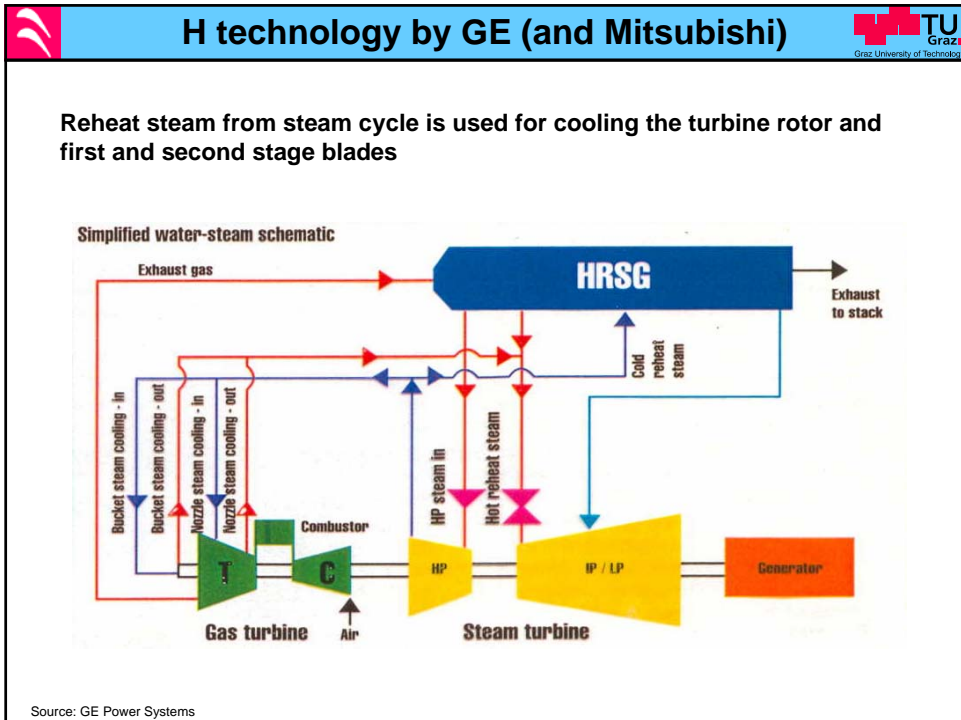 H technology by GE (and Mitsubishi)
TU
Graz
Graz University of Technolog
Reheat steam from steam cycle is used for cooling the turbine rotor and
first and second stage blades
Simplified water-steam schematic
Exhaust gas
HRSG
Exhaust
to stack
Cold
reheat
steam
Bucket steam cooling - in
Bucket steam cooling - out
Nozzle steam cooling - in
Nozzle steam cooling - out
HP steam in
Hot reheat steam
Combustor
T
C
HP
IP / LP
Generator
Gas turbine
Air
Steam turbine
Source: GE Power Systems